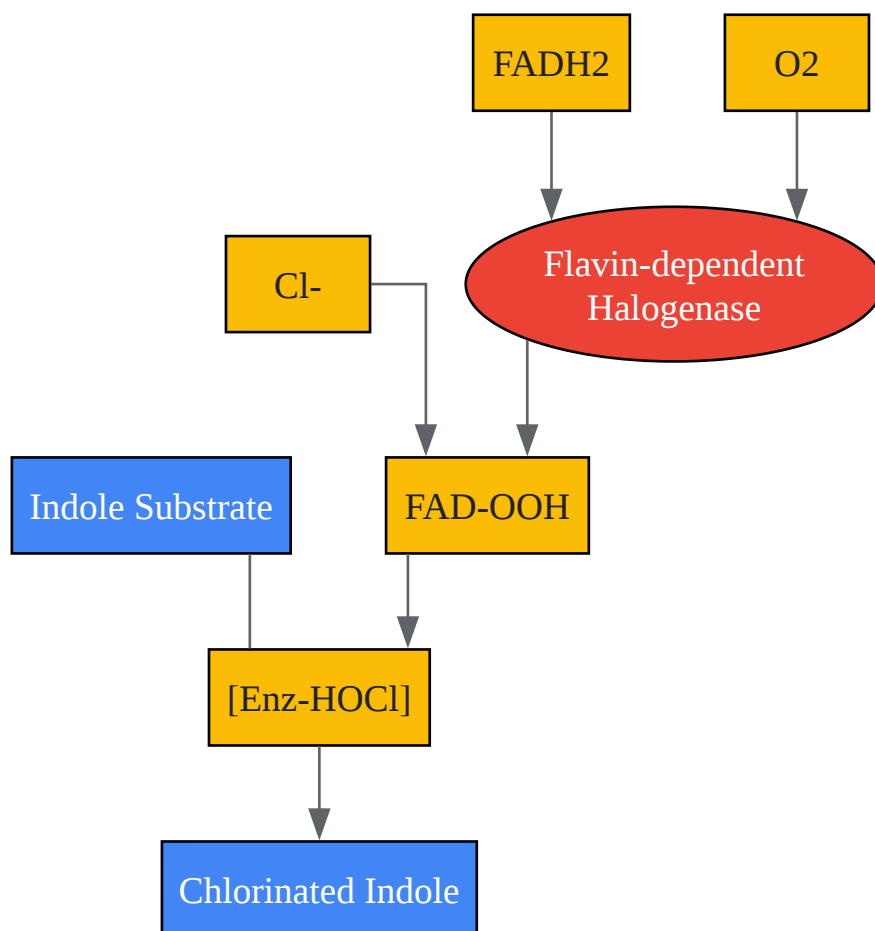 FADH2
O2
Flavin-dependent
Halogenase
Cl-
Indole Substrate
FAD-OOH
[Enz-HOCl]
Chlorinated Indole